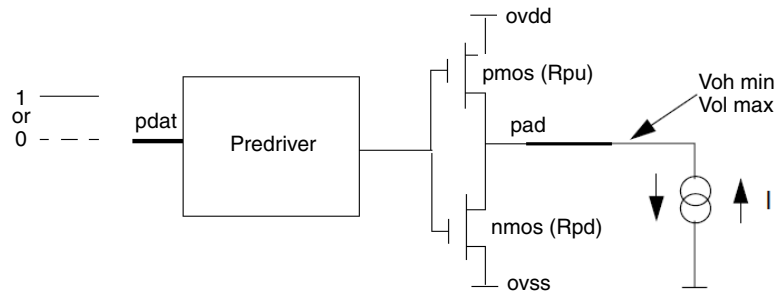 ovdd
pmos (Rpu)
Voh min
Vol max
1
or
0
pdat
Predriver
pad
I
nmos (Rpd)
ovss